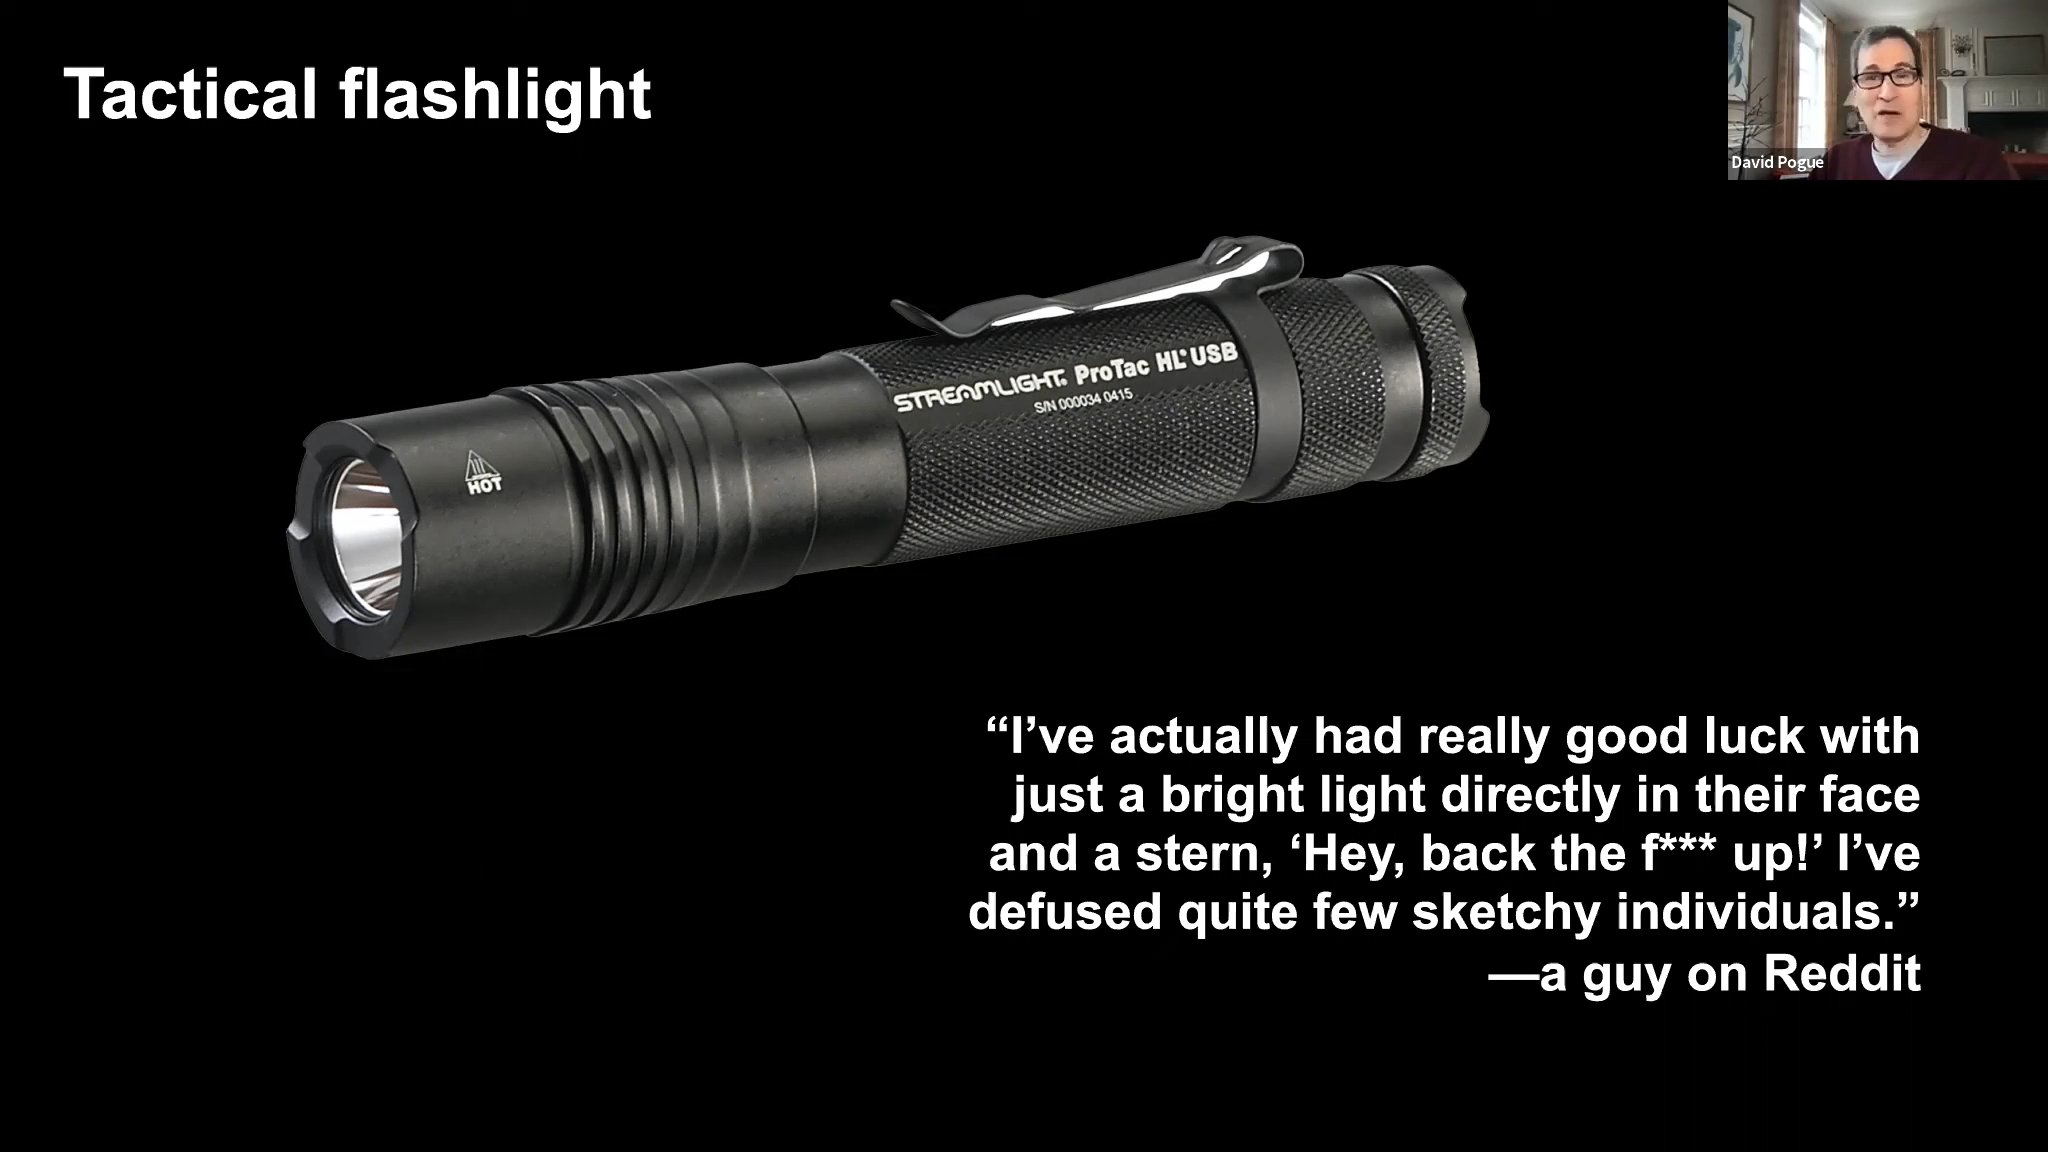 Tactical flashlight
David Pogue
STREAMLIGHT® ProTac HL® USB
S/N 000034 0415
HOT
“I’ve actually had really good luck with
just a bright light directly in their face
and a stern, ‘Hey, back the f*** up!’ I’ve
defused quite few sketchy individuals.”
—a guy on Reddit